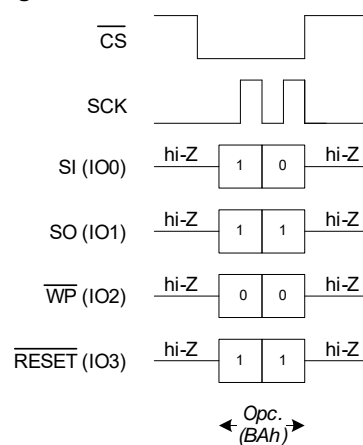 CS
SCK
hi-Z 1 0 hi-Z
SI (IO0)
hi-Z 1 1 hi-Z
SO (IO1)
hi-Z 0 0 hi-Z
WP (IO2)
hi-Z 1 1 hi-Z
RESET (IO3)
Opc.
(BAh)